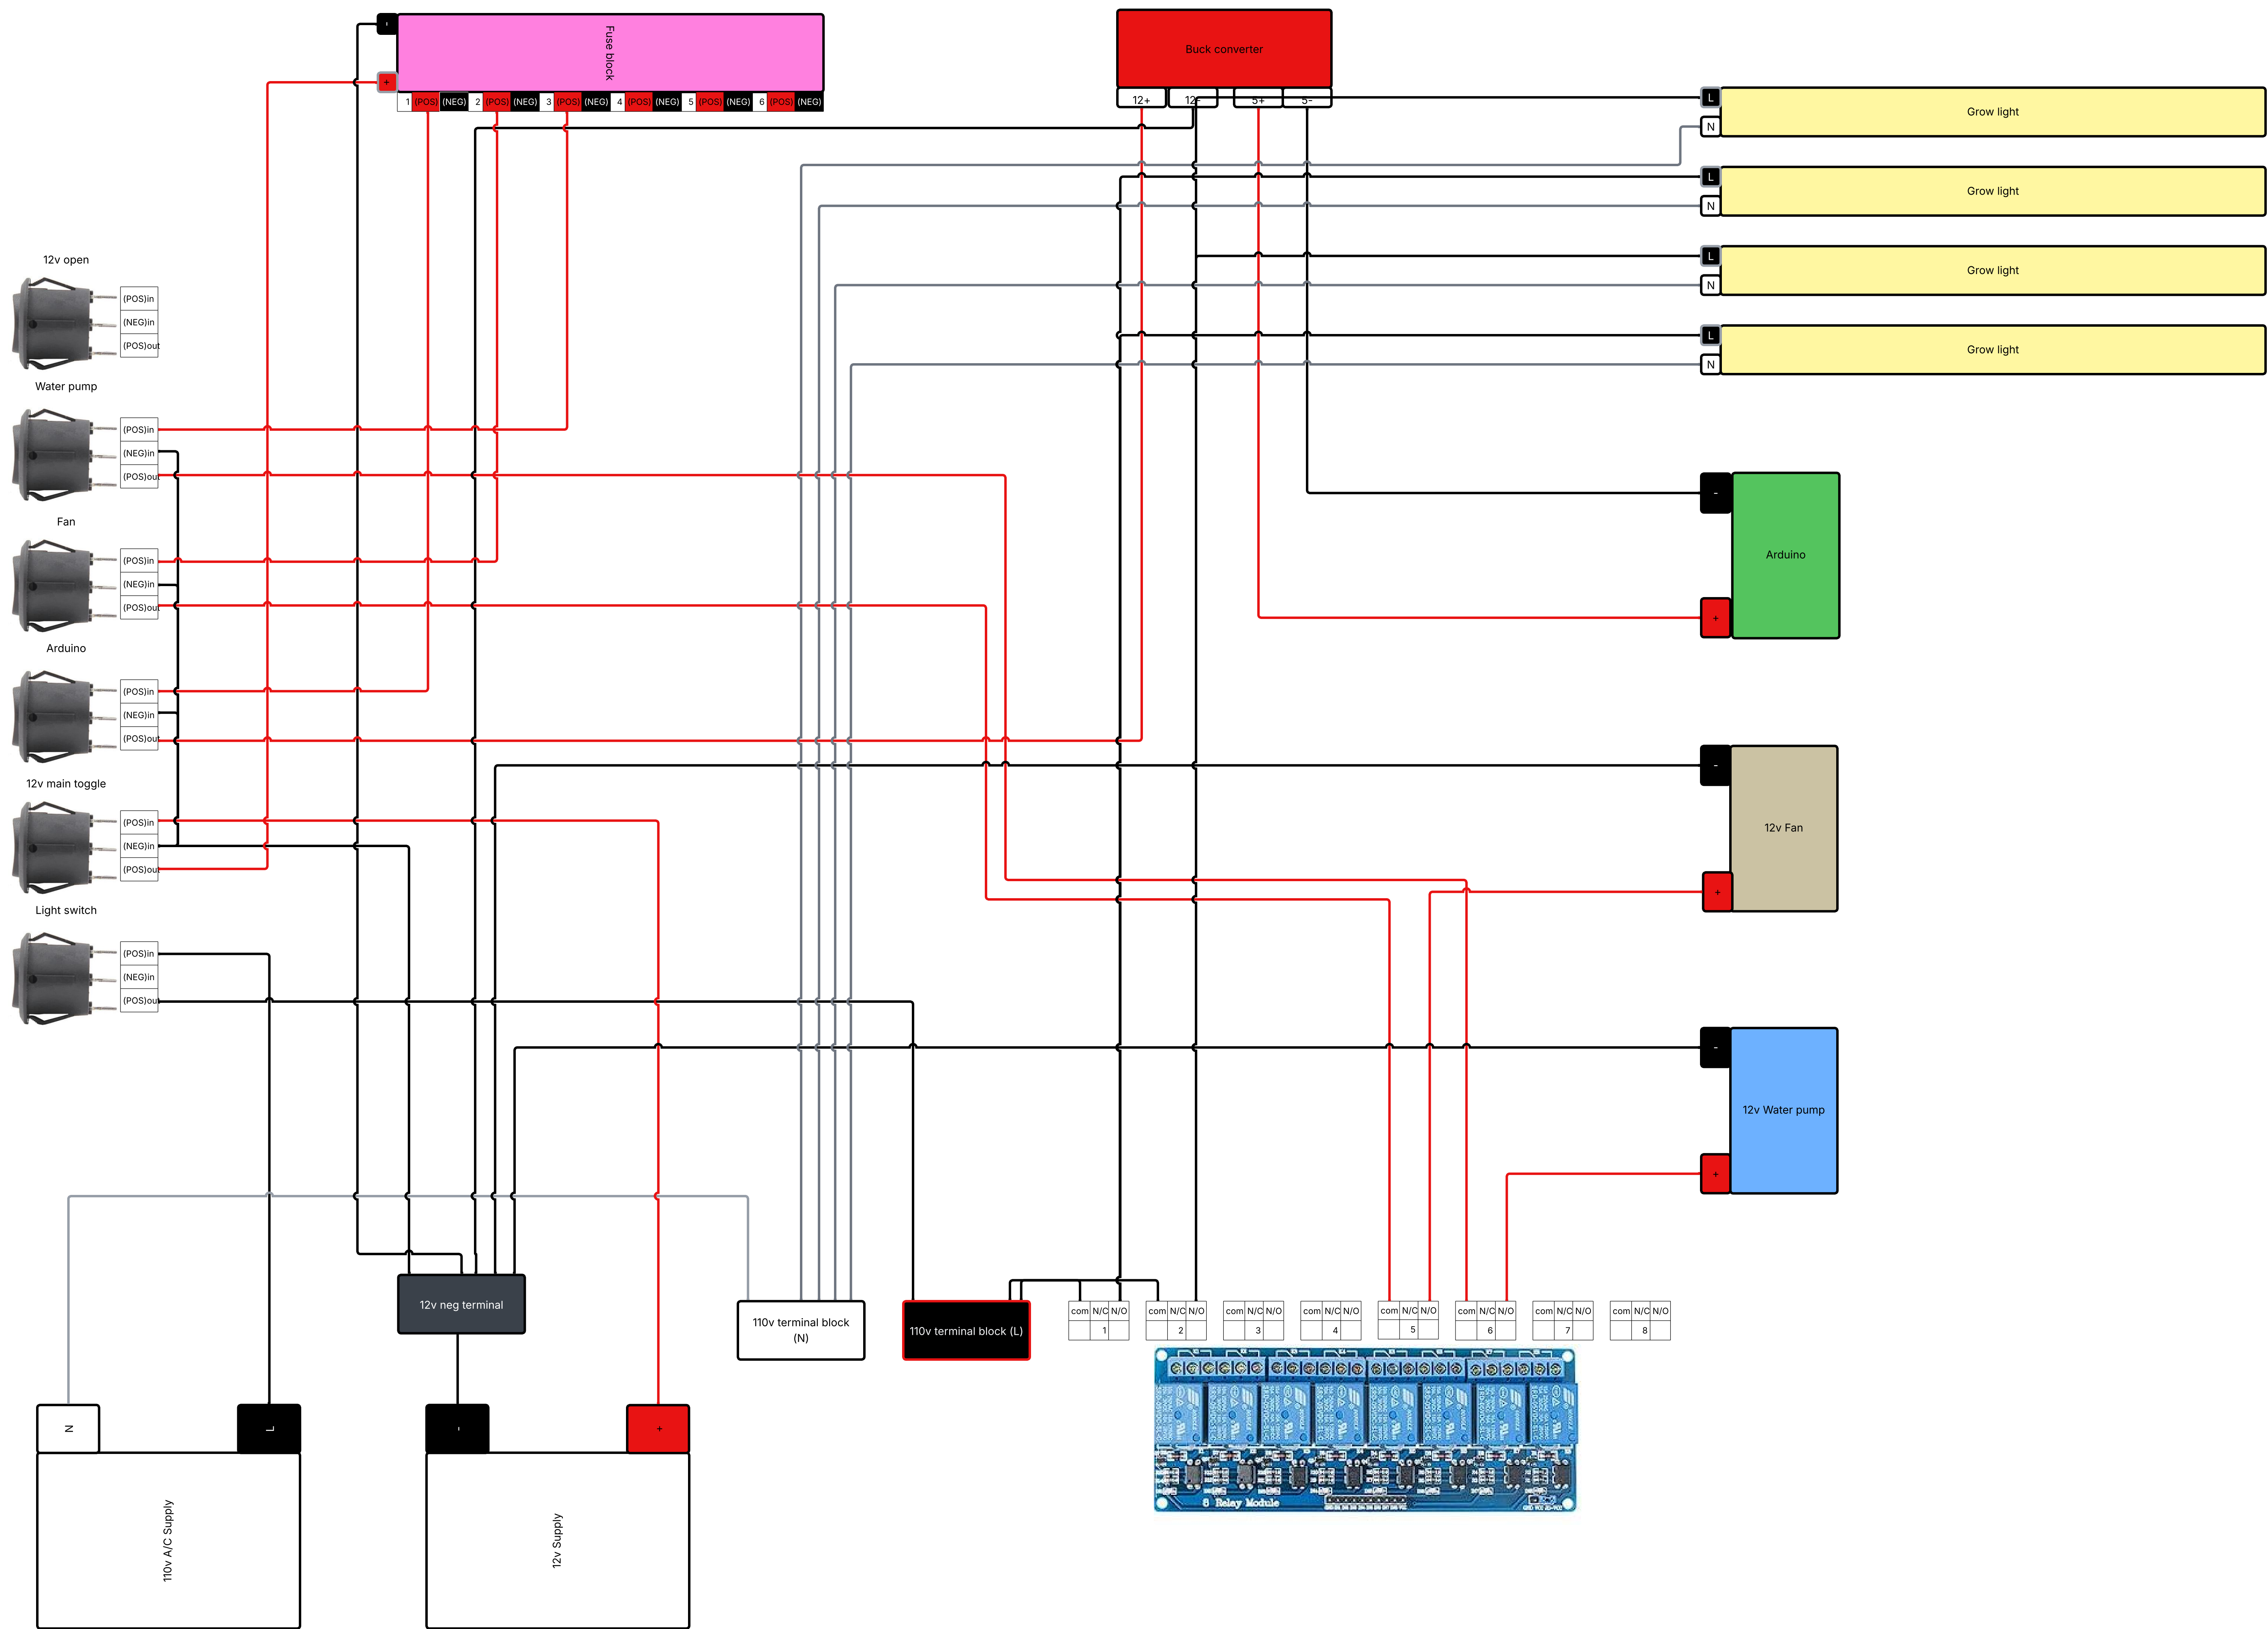 -
Fuse block
+
1 (POS) (NEG) 2 (POS) (NEG) 3 (POS) (NEG) 4 (POS) (NEG) 5 (POS) (NEG) 6 (POS) (NEG)
Buck converter
12+ 12- 5+ 5-
L
N
Grow light
L
N
Grow light
L
N
Grow light
L
N
Grow light
12v open
(POS)in
(NEG)in
(POS)out
Water pump
(POS)in
(NEG)in
(POS)out
Fan
(POS)in
(NEG)in
(POS)out
Arduino
(POS)in
(NEG)in
(POS)out
12v main toggle
(POS)in
(NEG)in
(POS)out
Light switch
(POS)in
(NEG)in
(POS)out
-
Arduino
+
-
12v Fan
+
-
12v Water pump
+
12v neg terminal
110v terminal block
(N)
110v terminal block (L)
com N/C N/O
1
com N/C N/O
2
com N/C N/O
3
com N/C N/O
4
com N/C N/O
5
com N/C N/O
6
com N/C N/O
7
com N/C N/O
8
8 Relay Module
N
L
110v A/C Supply
-
+
12v Supply